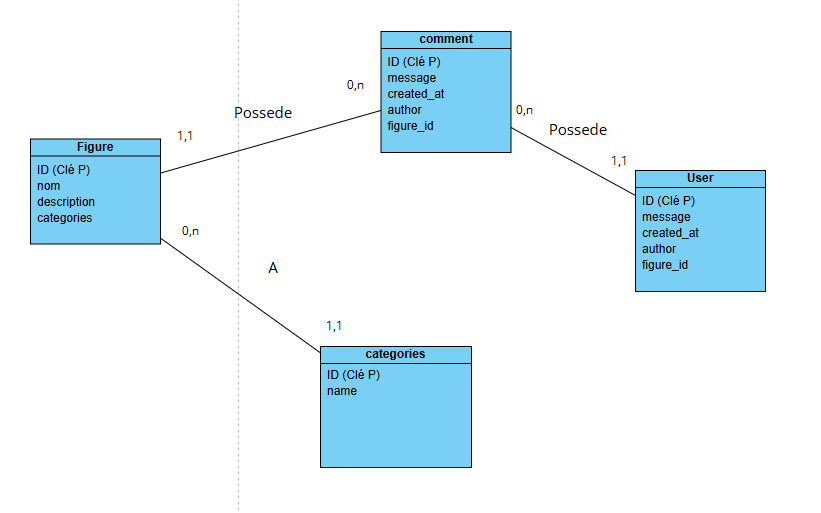 comment
ID (Clé P)
message
created_at
author
figure_id
0,n
Possede
1,1
Figure
ID (Clé P)
nom
description
categories
0,n
Possede
1,1
User
ID (Clé P)
message
created_at
author
figure_id
0,n
A
1,1
categories
ID (Clé P)
name